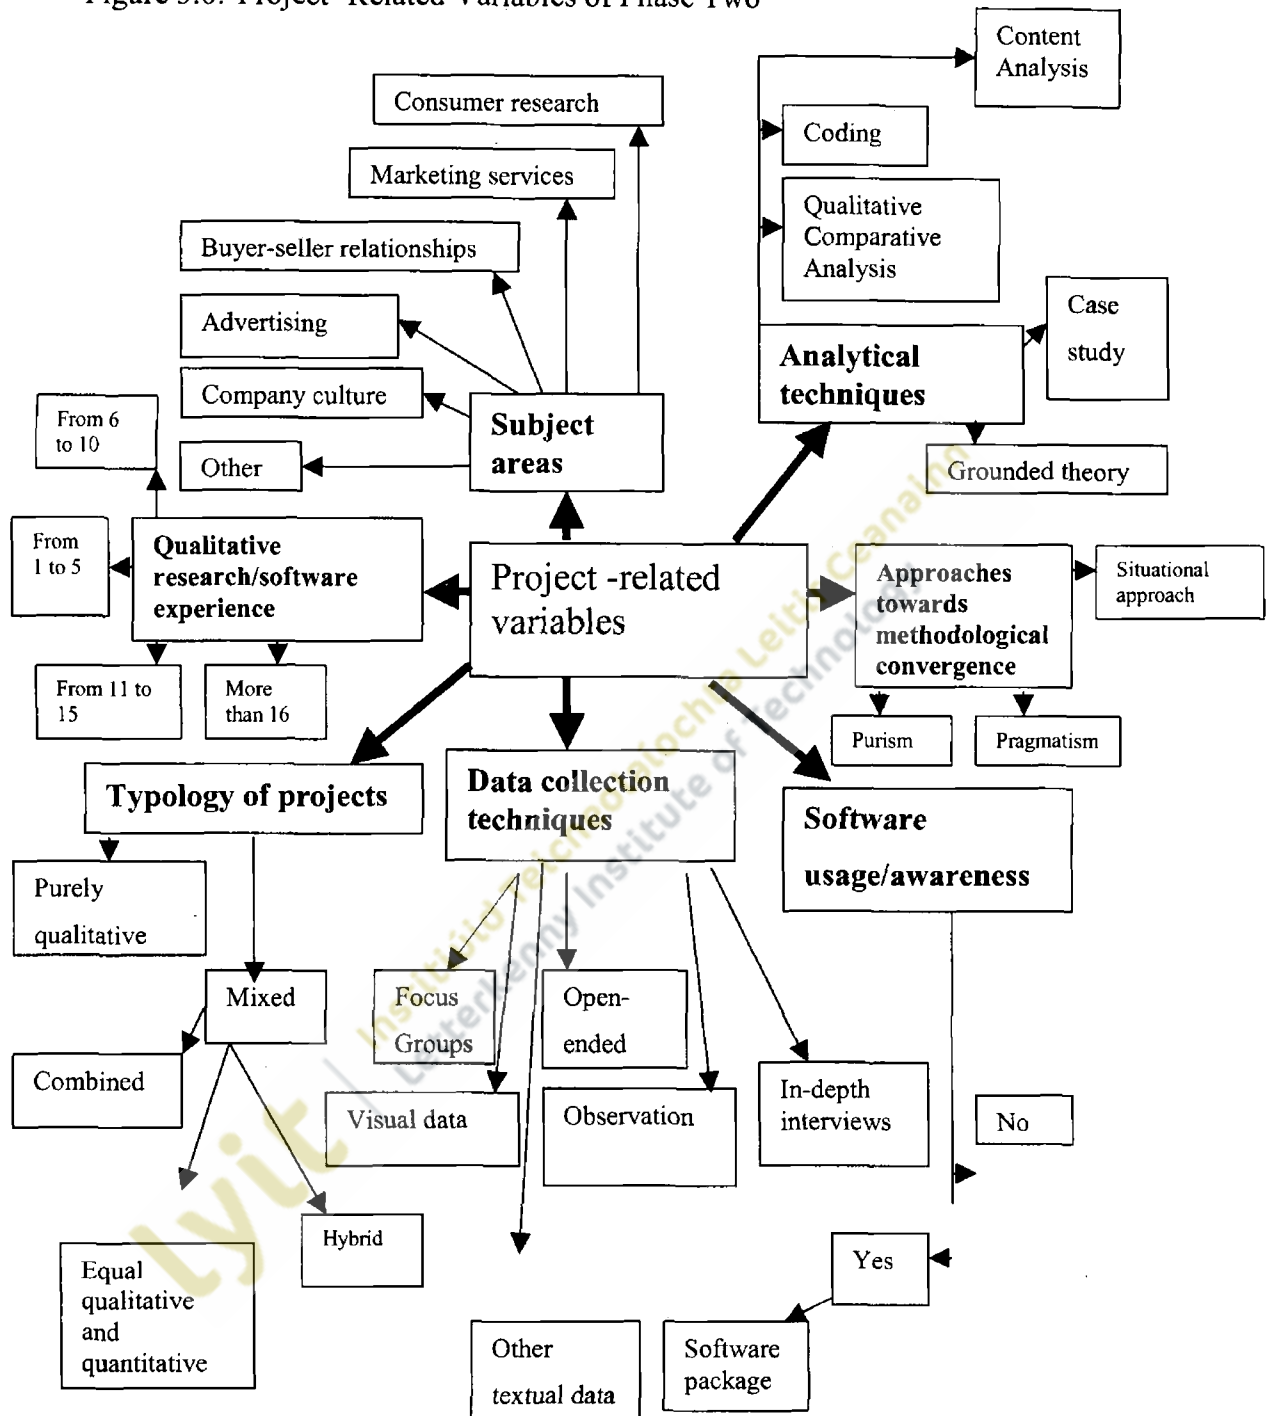 Figure 5.6: Project -Related Variables of Phase Two
Content
Analysis
Consumer research
Coding
Marketing services
Qualitative
Comparative
Analysis
Buyer-seller relationships
Advertising
Case
study
Analytical
techniques
Company culture
From 6
to 10
Subject
areas
Other
Grounded theory
From
1 to 5
Qualitative
research/software
experience
Project -related
variables
Approaches
towards
methodological
convergence
Situational
approach
From 11 to
15
More
than 16
Purism
Pragmatism
Typology of projects
Data collection
techniques
Software
usage/awareness
Purely
qualitative
Mixed
Focus
Groups
Open-
ended
Combined
In-depth
interviews
Visual data
Observation
No
Hybrid
Yes
Equal
qualitative
and
quantitative
Other
textual data
Software
package
lyit
Institiúid Teicneolaíochta Leitir Ceanainn
Letterkenny Institute of Technology